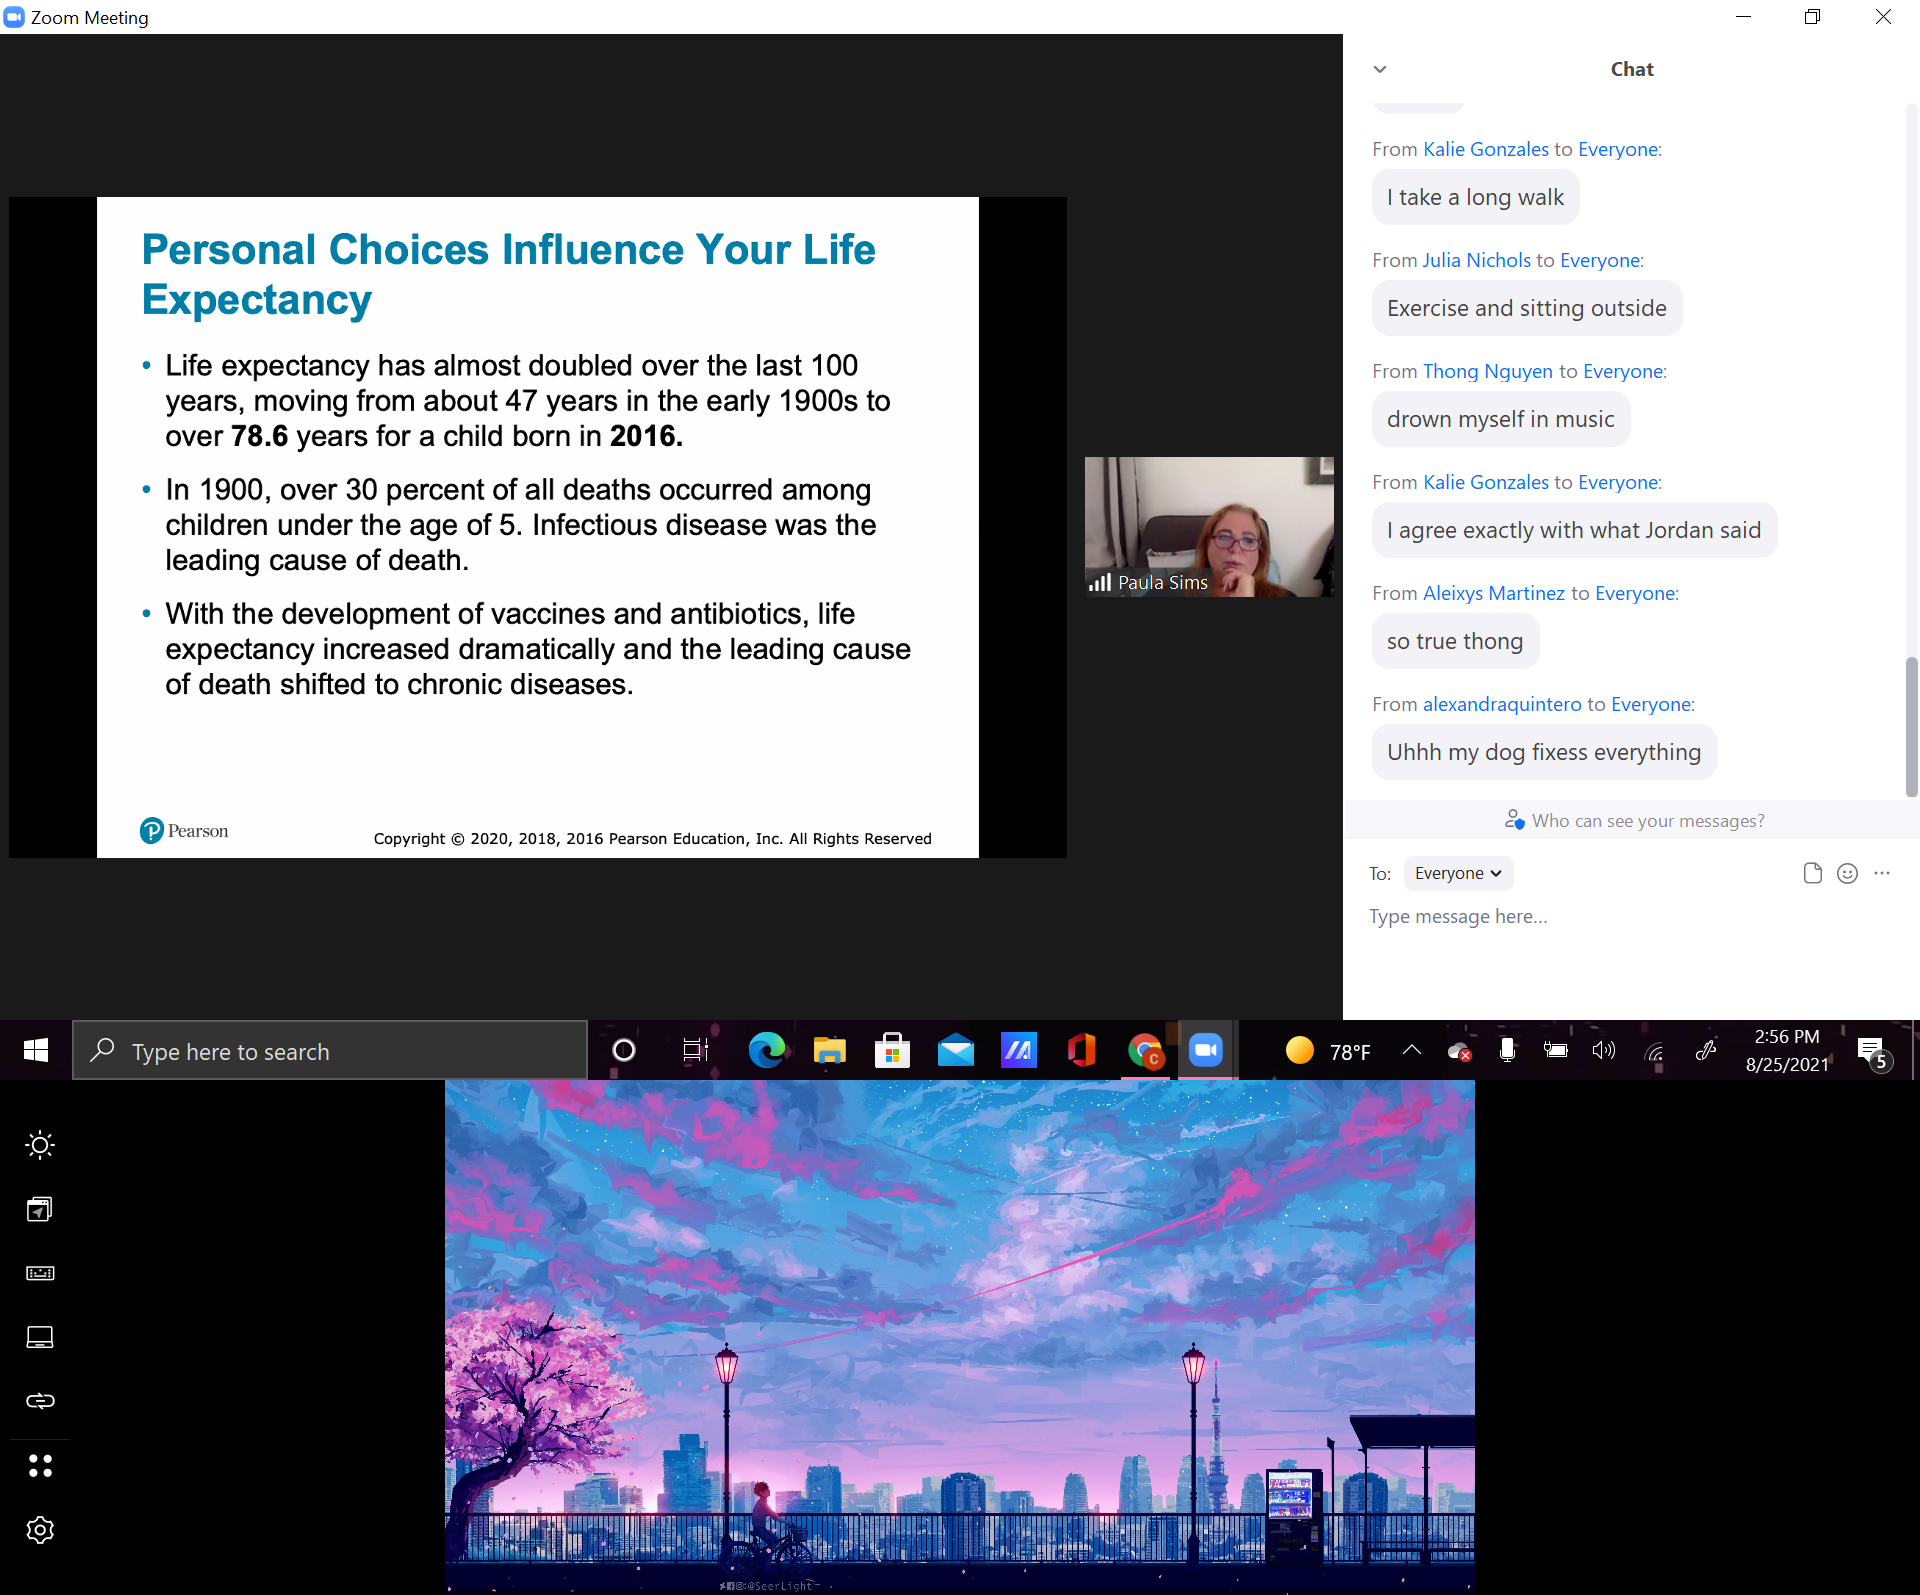 Zoom Meeting
Personal Choices Influence Your Life
Expectancy
• Life expectancy has almost doubled over the last 100
years, moving from about 47 years in the early 1900s to
over 78.6 years for a child born in 2016.
• In 1900, over 30 percent of all deaths occurred among
children under the age of 5. Infectious disease was the
leading cause of death.
• With the development of vaccines and antibiotics, life
expectancy increased dramatically and the leading cause
of death shifted to chronic diseases.
Pearson
Copyright © 2020, 2018, 2016 Pearson Education, Inc. All Rights Reserved
Paula Sims
Chat
From Kalie Gonzales to Everyone:
I take a long walk
From Julia Nichols to Everyone:
Exercise and sitting outside
From Thong Nguyen to Everyone:
drown myself in music
From Kalie Gonzales to Everyone:
I agree exactly with what Jordan said
From Aleixys Martinez to Everyone:
so true thong
From alexandraquintero to Everyone:
Uhhh my dog fixess everything
Who can see your messages?
To: Everyone
Type message here...
Type here to search
C
78°F
2:56 PM
8/25/2021
5
@SeerLight